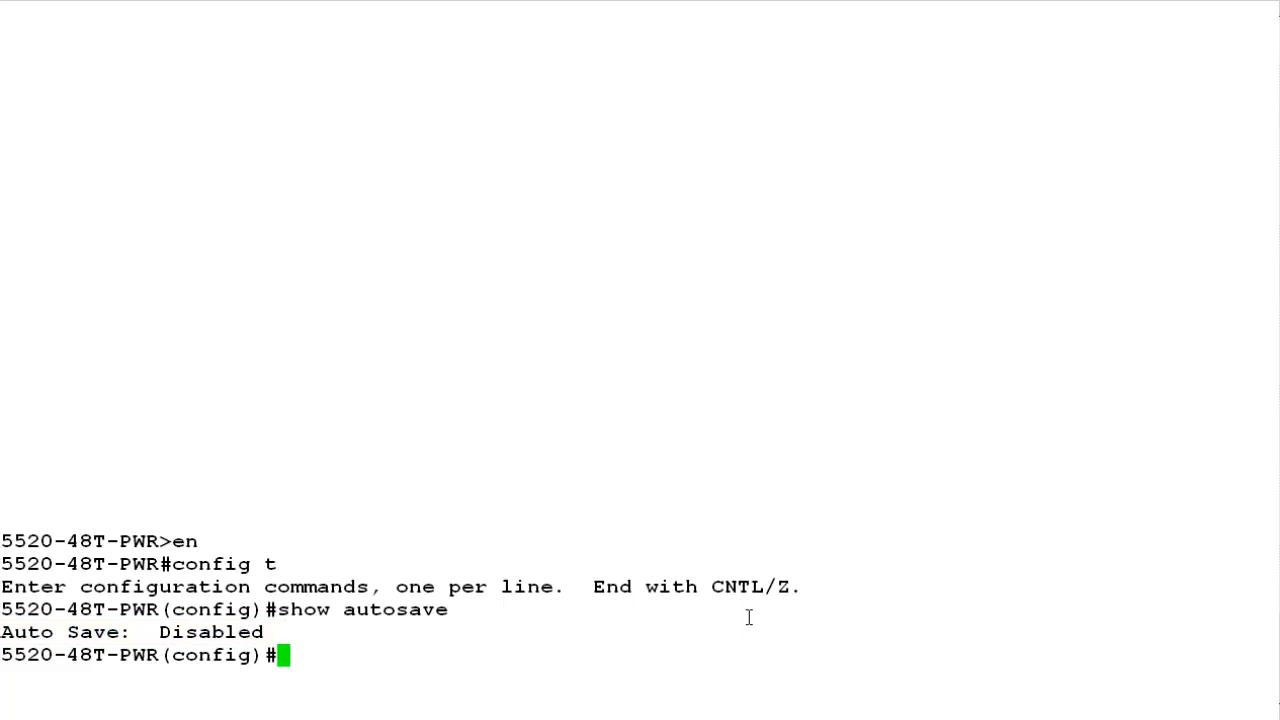 5520-48T-PWR>en
5520-48T-PWR#config t
Enter configuration commands, one per line.  End with CNTL/Z.
5520-48T-PWR(config)#show autosave
Auto Save:  Disabled
5520-48T-PWR(config)#